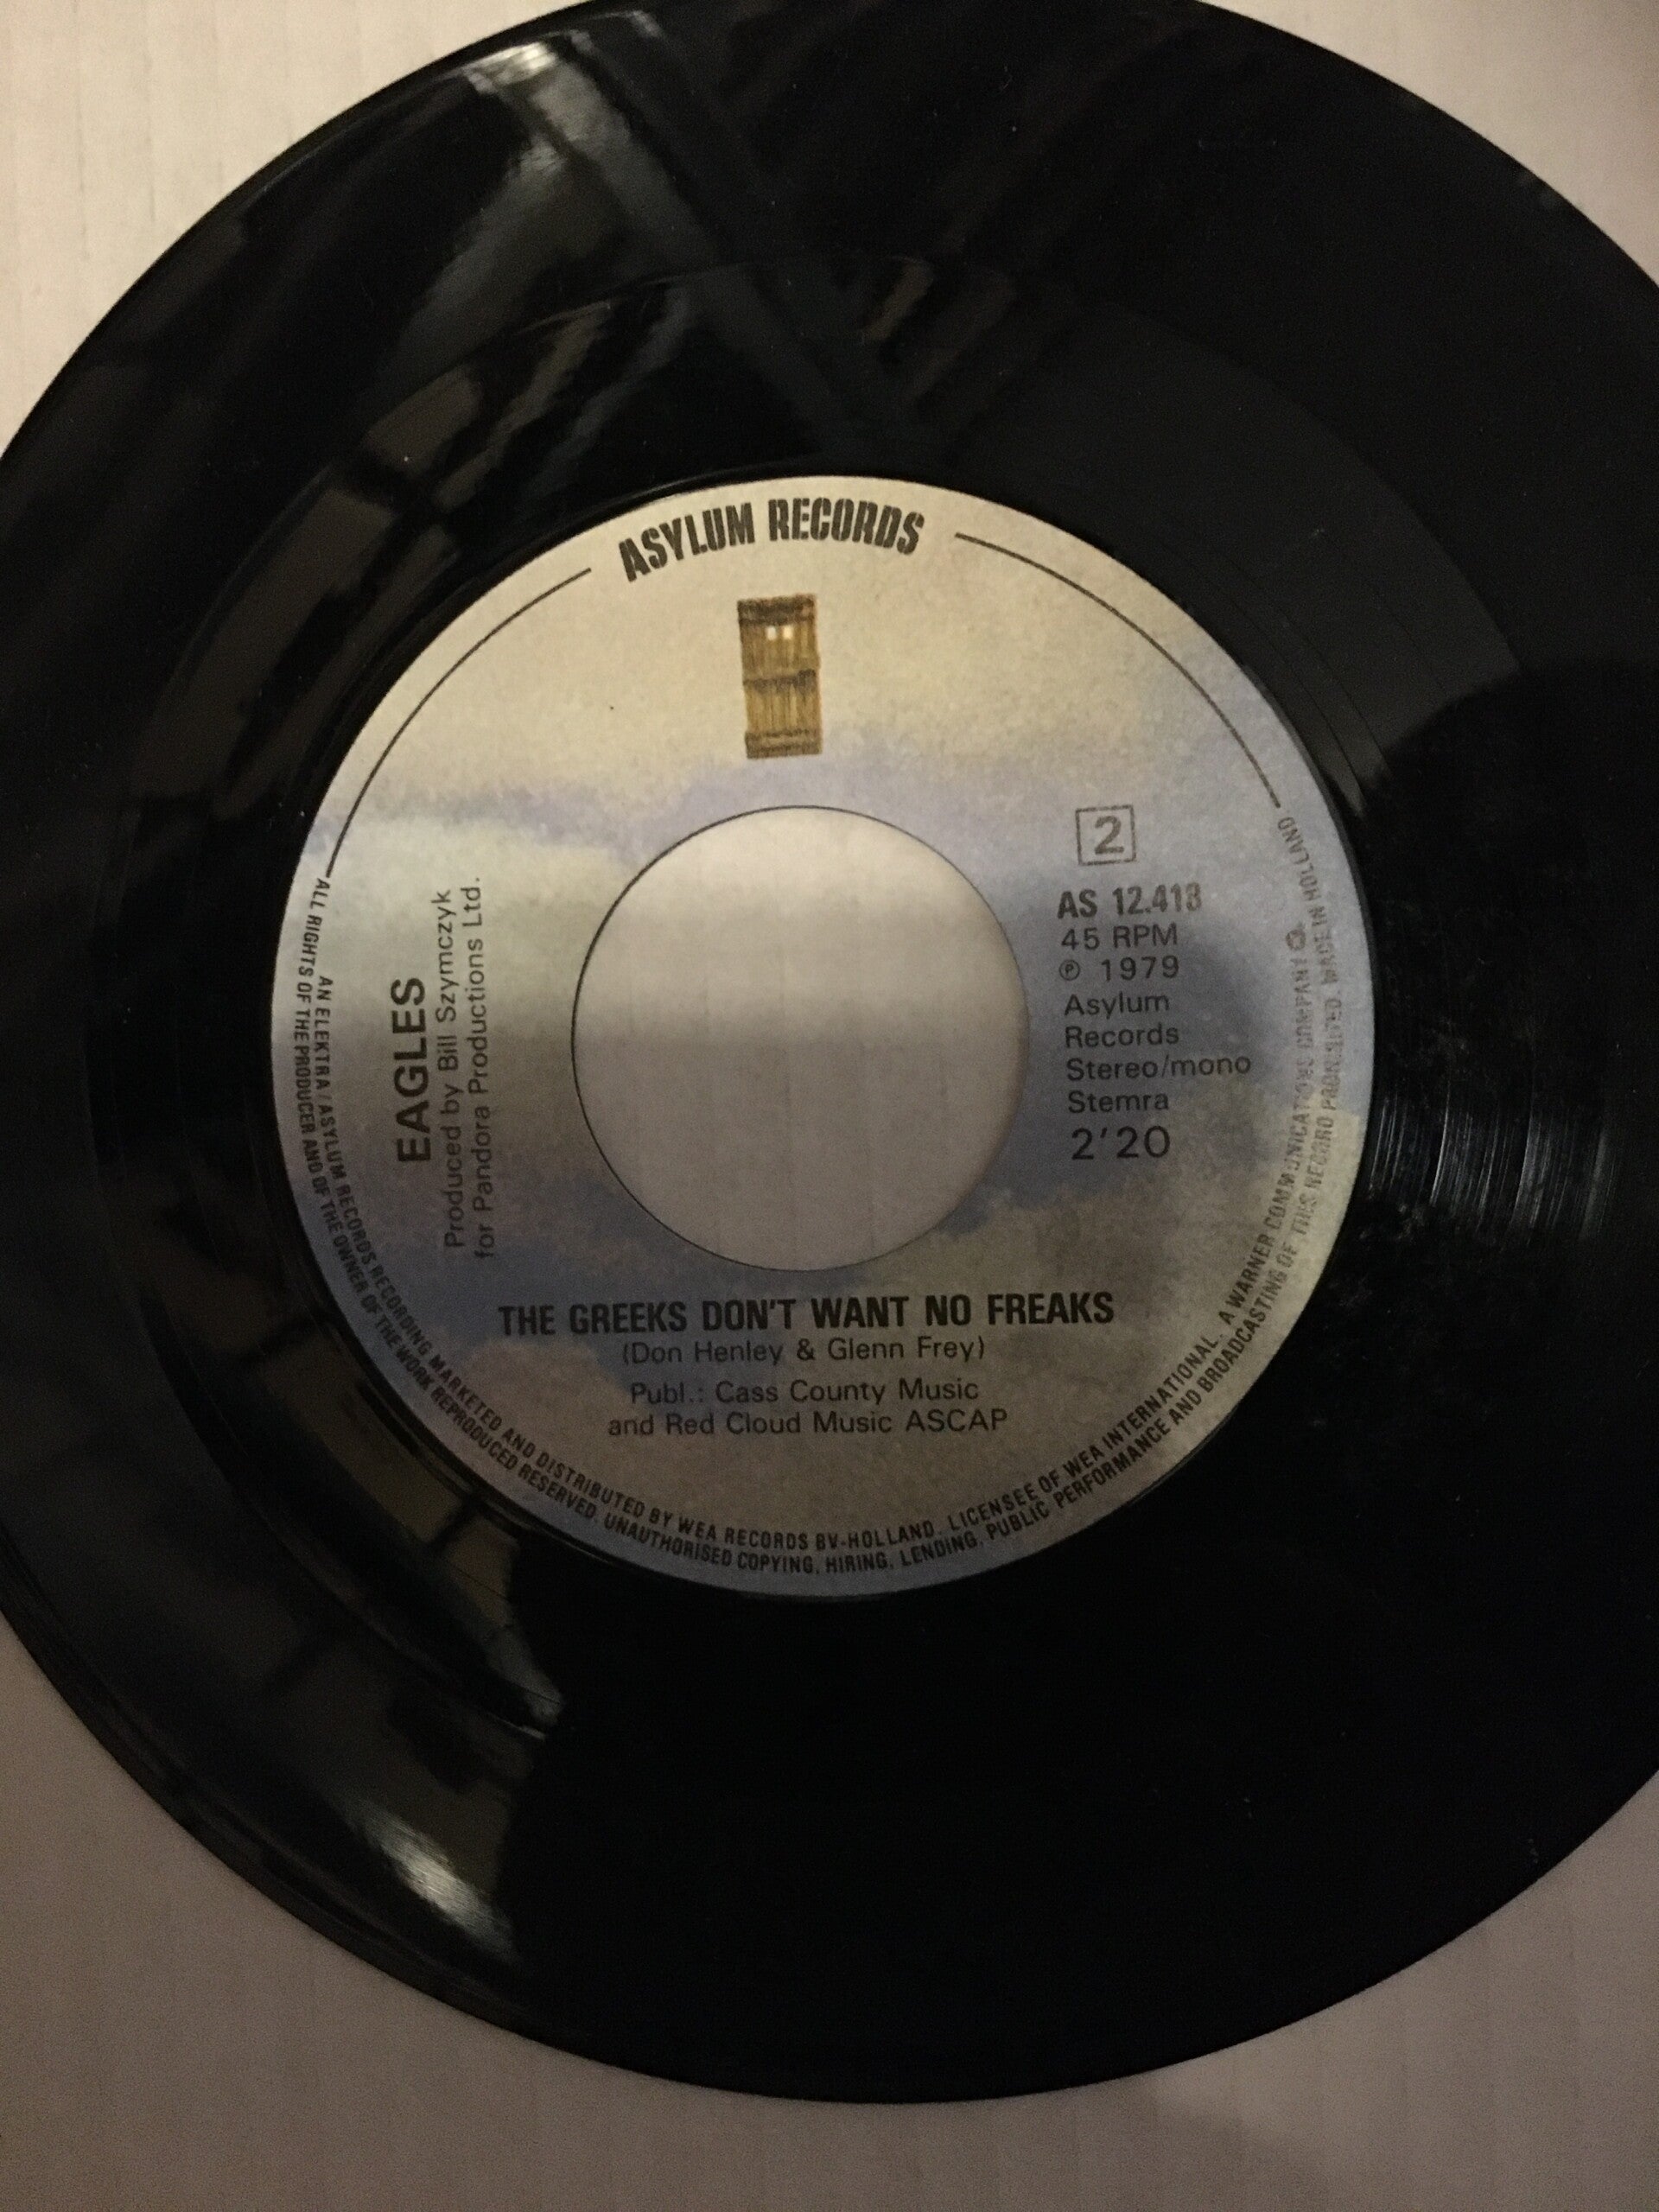 ASYLUM RECORDS
2
AS 12.418
45 RPM
℗ 1979
Asylum
Records
Stereo/mono
Stemra
2'20
EAGLES
Produced by Bill Szymczyk
for Pandora Productions Ltd.
THE GREEKS DON'T WANT NO FREAKS
(Don Henley & Glenn Frey)
Publ.: Cass County Music
and Red Cloud Music ASCAP
AN ELEKTRA/ASYLUM RECORDS RECORDING MARKETED AND DISTRIBUTED BY WEA RECORDS BV-HOLLAND. LICENSEE OF WEA INTERNATIONAL. A WARNER COMMUNICATIONS COMPANY
ALL RIGHTS OF THE PRODUCER AND OF THE OWNER OF THE WORK REPRODUCED RESERVED. UNAUTHORISED COPYING, HIRING, LENDING, PUBLIC PERFORMANCE AND BROADCASTING OF THIS RECORD PROHIBITED. MADE IN HOLLAND